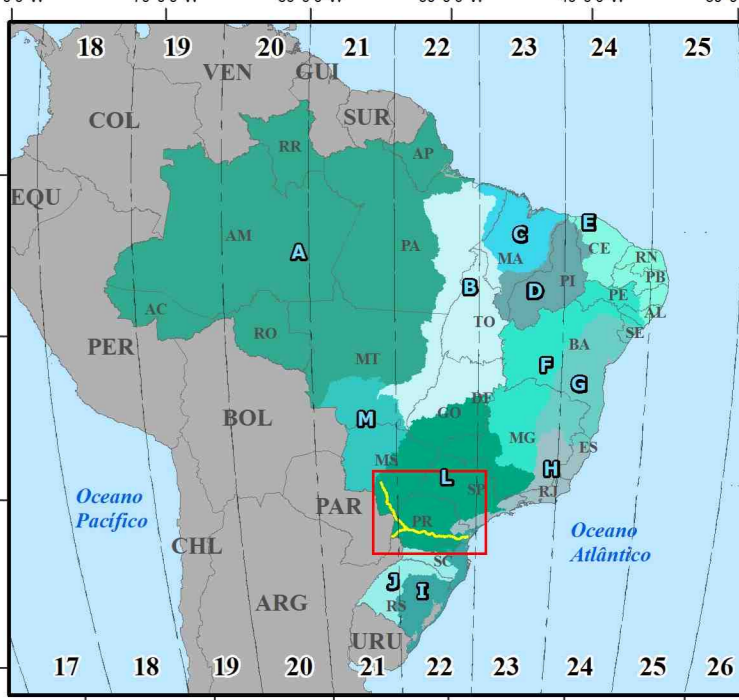 18 19 20 21 22 23 24 25
VEN GUI
COL SUR
RR AP
EQU
E
C CE
AM A PA MA RN
B D PI PB
TO PE
AC AL
RO BA SE
PER MT
F
G
M DF
BOL GO
MG ES
MS L H
SP RJ
Oceano
Pacífico
PAR PR
Oceano
Atlântico
CHL
SC
J I
ARG RS
URU
17 18 19 20 21 22 23 24 25 26